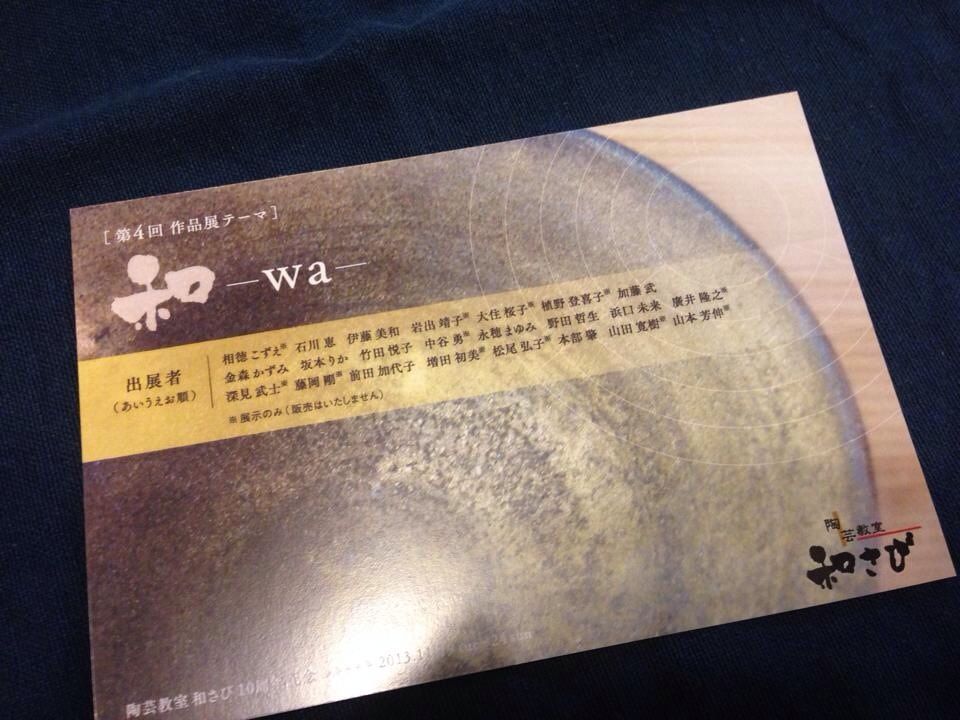 [ 第4回 作品展テーマ ]
和 —wa—
出展者
(あいうえお順)
相徳 こずえ※ 石川 恵 伊藤 美和 岩出 靖子※ 大住 桜子※ 植野 登喜子※ 加藤 武
金森 かずみ 坂本 りか 竹田 悦子 中谷 勇※ 永穂 まゆみ 野田 哲生 浜口 未来 廣井 隆之※
深見 武士※ 藤岡 剛※ 前田 加代子 増田 初美※ 松尾 弘子※ 本部 肇 山田 寛樹※ 山本 芳伸※
※展示のみ(販売はいたしません)
陶芸教室
和さび
陶芸教室 和さび 10周年 2013.11 24 sun